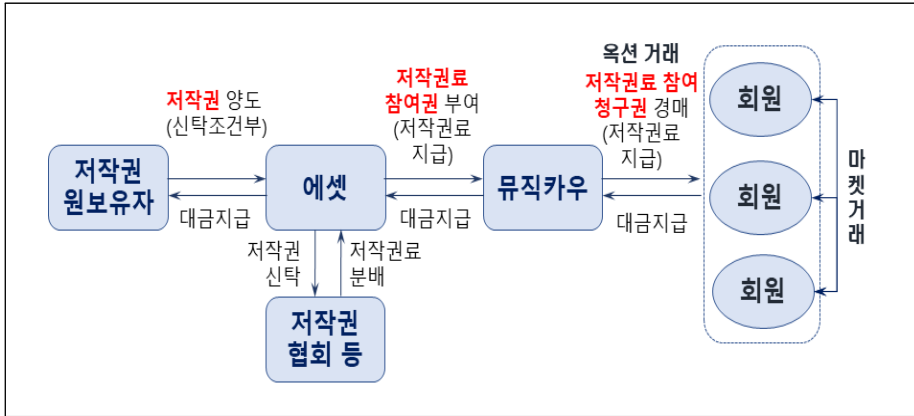 옥션 거래
저작권료 참여
청구권 경매
(저작권료
지급)
저작권료
참여권 부여
(저작권료
지급)
저작권 양도
(신탁조건부)
저작권
원보유자
에셋
뮤직카우
회원
회원
회원
마켓거래
대금지급
대금지급
대금지급
저작권
신탁
저작권료
분배
저작권
협회 등